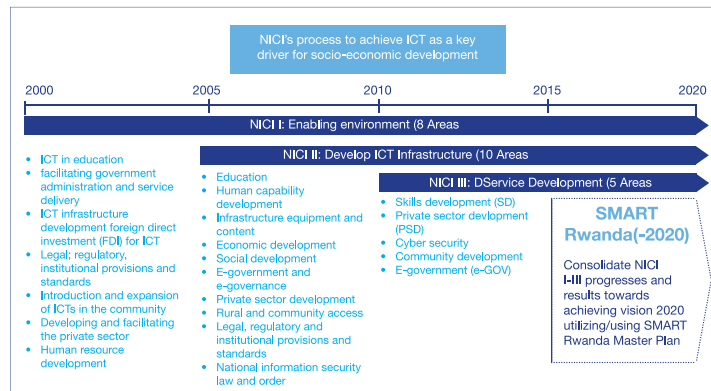 NICI's process to achieve ICT as a key
driver for socio-economic development
2000
2005
2010
2015
2020
NICI I: Enabling environment (8 Areas
NICI II: Develop ICT Infrastructure (10 Areas
NICI III: DService Development (5 Areas
• ICT in education
• facilitating government
administration and service
delivery
• ICT infrastructure
development foreign direct
investment (FDI) for ICT
• Legal; regulatory,
institutional provisions and
standards
• Introduction and expansion
of ICTs in the community
• Developing and facilitating
the private sector
• Human resource
development
• Education
• Human capability
development
• Infrastructure equipment and
content
• Economic development
• Social development
• E-government and
e-governance
• Private sector development
• Rural and community access
• Legal, regulatory and
institutional provisions and
standards
• National information security
law and order
• Skills development (SD)
• Private sector devlopment
(PSD)
• Cyber security
• Community development
• E-government (e-GOV)
SMART
Rwanda(-2020)
Consolidate NICI
I-III progresses and
results towards
achieving vision 2020
utilizing/using SMART
Rwanda Master Plan